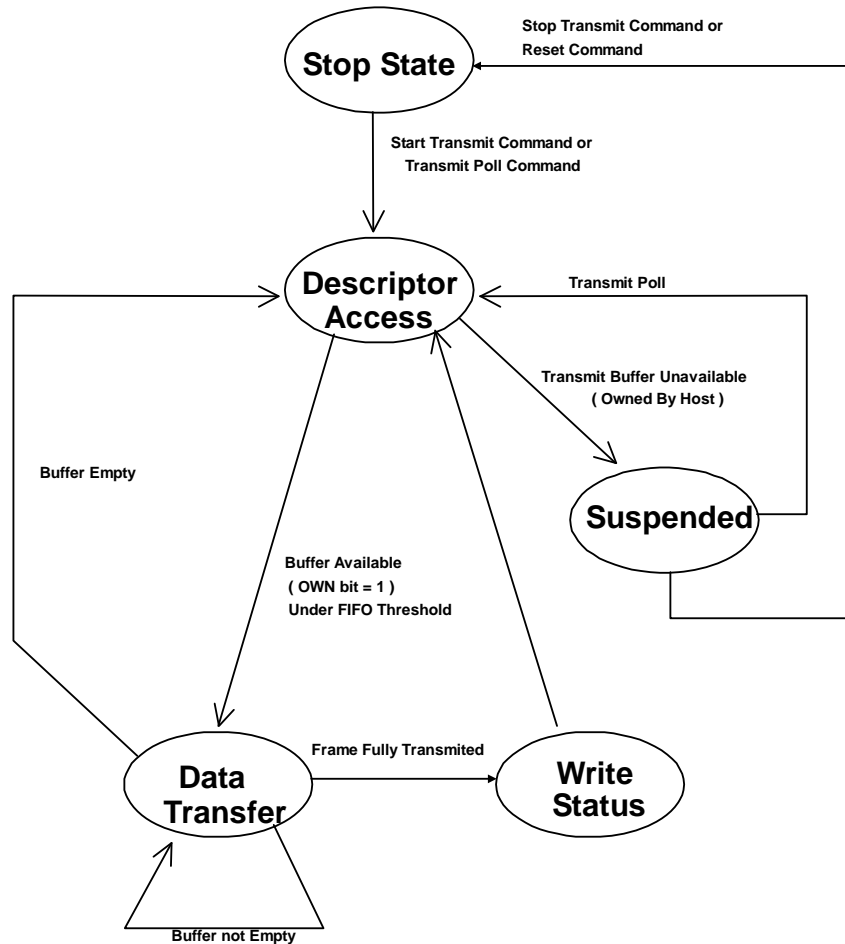 Stop Transmit Command or
Reset Command
Stop State
Start Transmit Command or
Transmit Poll Command
Descriptor
Access
Transmit Poll
Transmit Buffer Unavailable
( Owned By Host )
Buffer Empty
Suspended
Buffer Available
( OWN bit = 1 )
Under FIFO Threshold
Frame Fully Transmited
Data
Transfer
Write
Status
Buffer not Empty